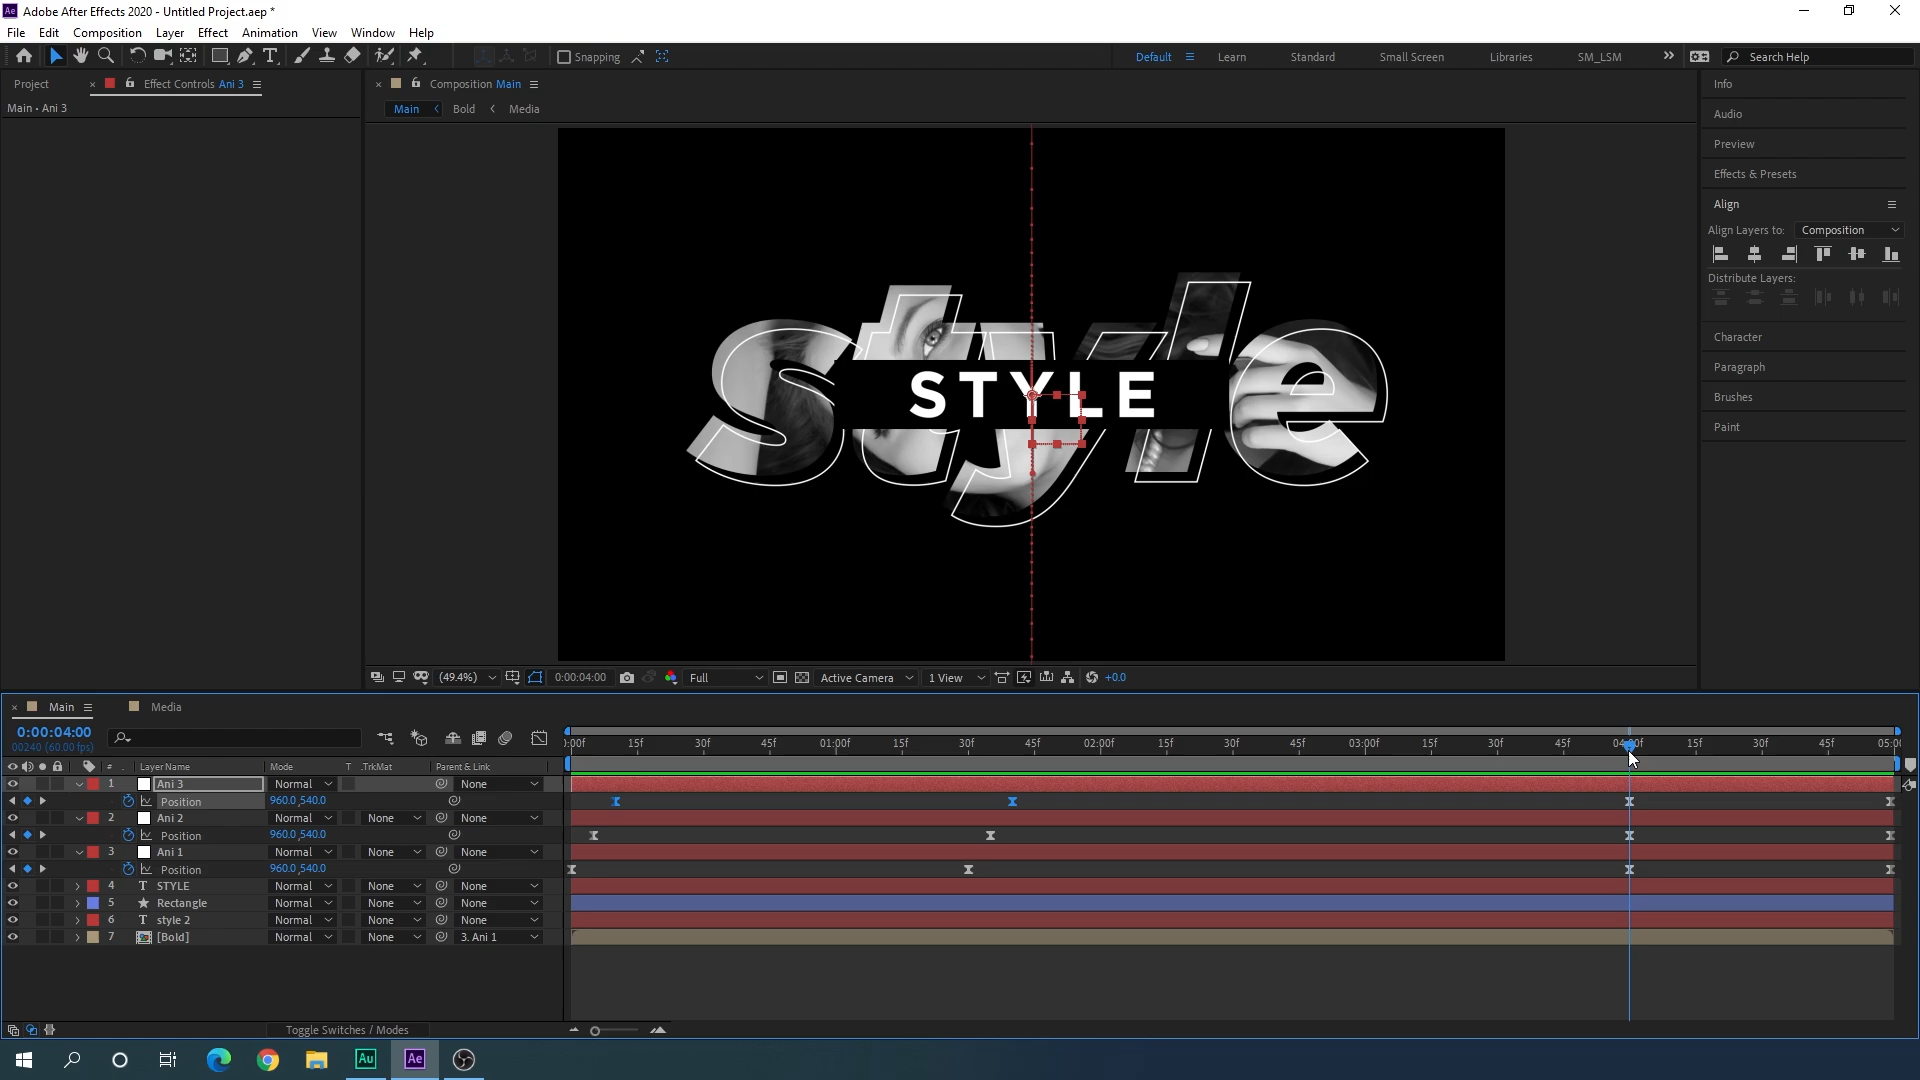 Ae Adobe After Effects 2020 - Untitled Project.aep *
File Edit Composition Layer Effect Animation View Window Help
Snapping Default Learn Standard Small Screen Libraries SM_LSM Search Help
Project Effect Controls Ani 3 Composition Main Info
Main • Ani 3 Main Bold Media
Audio
Preview
Effects & Presets
Align
Align Layers to: Composition
Distribute Layers:
Character
Paragraph
Brushes
Paint
style
STYLE
(49.4%) 0:00:04:00 Full Active Camera 1 View +0.0
Main Media
0:00:04:00
00240 (60.00 fps)
:00f 15f 30f 45f 01:00f 15f 30f 45f 02:00f 15f 30f 45f 03:00f 15f 30f 45f 04:00f 15f 30f 45f 05:00
# Layer Name Mode T .TrkMat Parent & Link
1 Ani 3 Normal None
Position 960.0,540.0
2 Ani 2 Normal None None
Position 960.0,540.0
3 Ani 1 Normal None None
Position 960.0,540.0
4 T STYLE Normal None None
5 Rectangle Normal None None
6 T style 2 Normal None None
7 [Bold] Normal None 3. Ani 1
Toggle Switches / Modes
Au Ae